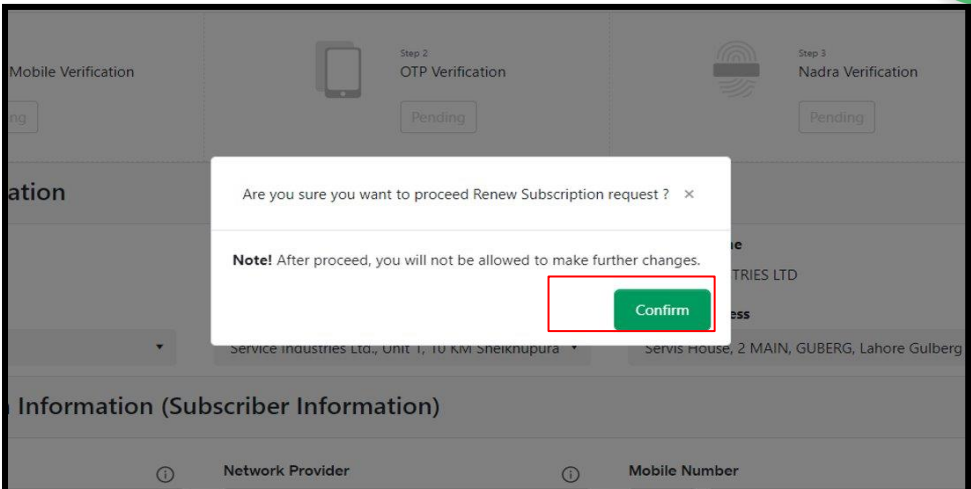 Step 2
Step 3
Mobile Verification
OTP Verification
Nadra Verification
ng
Pending
Pending
ation
Are you sure you want to proceed Renew Subscription request ? ×
Note! After proceed, you will not be allowed to make further changes.
ne
TRIES LTD
Confirm
ess
Service Industries Ltd., Unit 1, 10 KM Sheikhupura
Servis House, 2 MAIN, GUBERG, Lahore Gulberg
Information (Subscriber Information)
Network Provider
Mobile Number